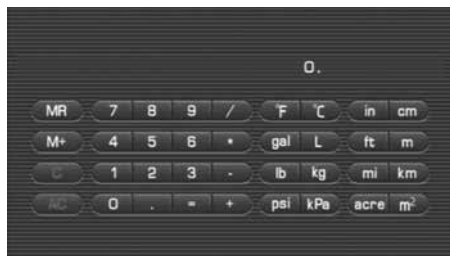 0.
MR 7 8 9 / °F °C in cm
M+ 4 5 6 * gal L ft m
C 1 2 3 - lb kg mi km
AC 0 . = + psi kPa acre m²